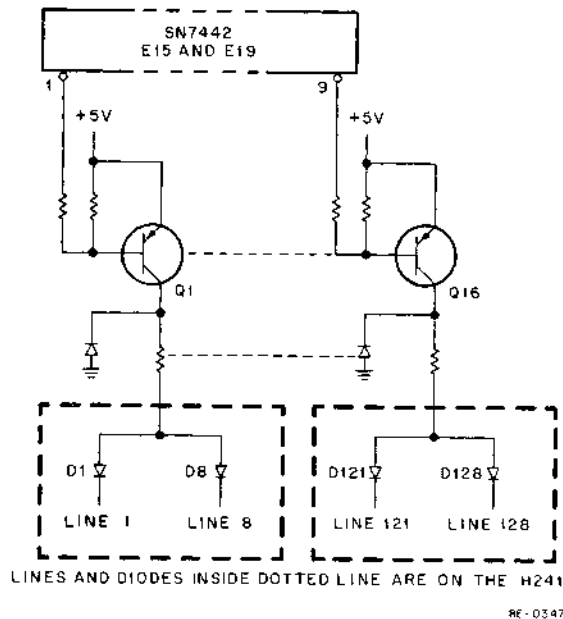 SN7442
E15 AND E19
1
9
+5V
+5V
Q1
Q16
D1
D8
D121
D128
LINE 1
LINE 8
LINE 121
LINE 128
LINES AND DIODES INSIDE DOTTED LINE ARE ON THE H241
8E-0347